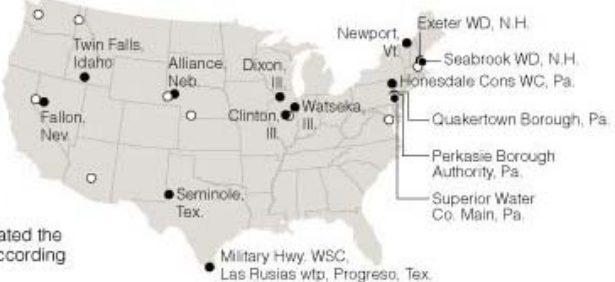 Exeter WD, N.H.
Newport,
Vt.
Seabrook WD, N.H.
Twin Falls,
Idaho
Alliance,
Neb.
Dixon,
Ill.
Honesdale Cons WC, Pa.
Fallon,
Nev.
Clinton,
Ill.
Watseka,
Ill.
Quakertown Borough, Pa.
Perkasie Borough
Authority, Pa.
Superior Water
Co. Main, Pa.
Seminole,
Tex.
ated the
ccording
Military Hwy. WSC,
Las Rusias wtp, Progreso, Tex.